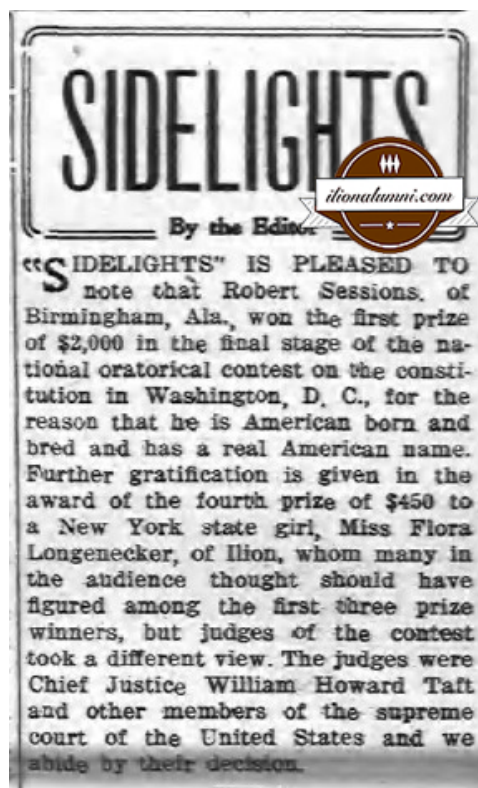 SIDELIGHTS
ilionalumni.com
By the Editor
"SIDELIGHTS" IS PLEASED TO
note that Robert Sessions, of
Birmingham, Ala., won the first prize
of $2,000 in the final stage of the na-
tional oratorical contest on the consti-
tution in Washington, D. C., for the
reason that he is American born and
bred and has a real American name.
Further gratification is given in the
award of the fourth prize of $450 to
a New York state girl, Miss Flora
Longenecker, of Ilion, whom many in
the audience thought should have
figured among the first three prize
winners, but judges of the contest
took a different view. The judges were
Chief Justice William Howard Taft
and other members of the supreme
court of the United States and we
abide by their decision.